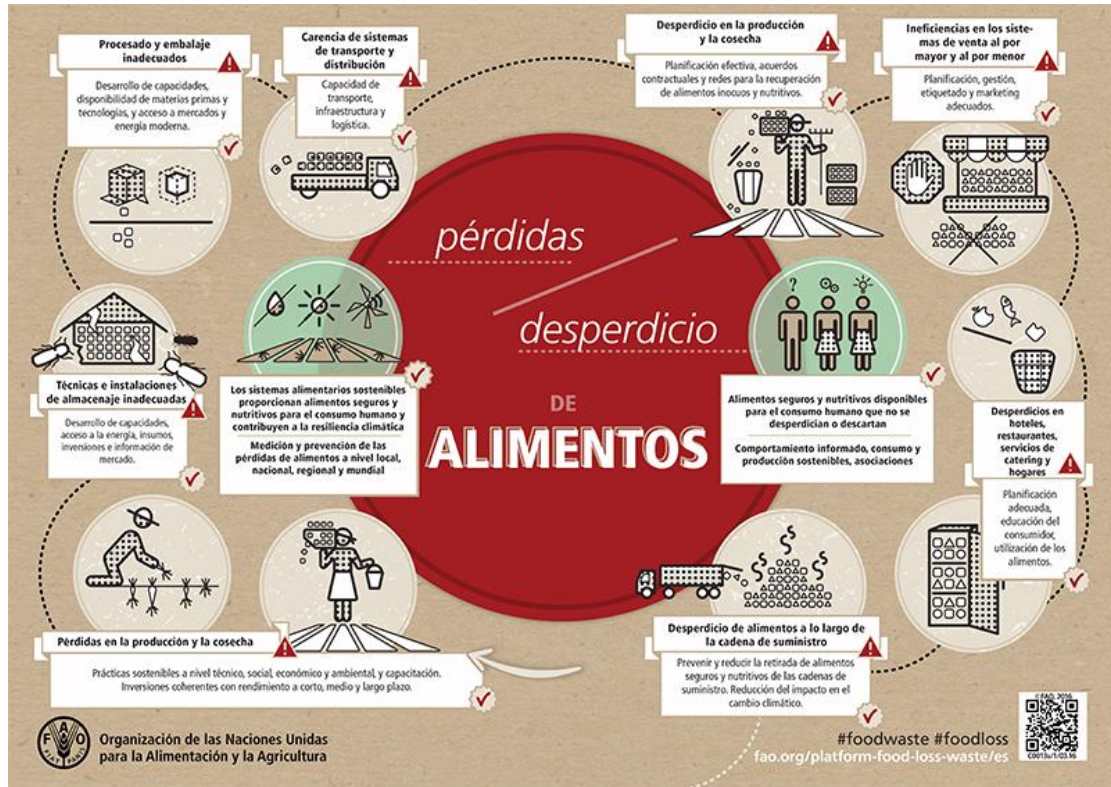 Procesado y embalaje
inadecuados
Desarrollo de capacidades,
disponibilidad de materias primas y
tecnologías, y acceso a mercados y
energía moderna.
Carencia de sistemas
de transporte y
distribución
Capacidad de
transporte,
infraestructura y
logística.
Desperdicio en la producción
y la cosecha
Planificación efectiva, acuerdos
contractuales y redes para la recuperación
de alimentos inocuos y nutritivos.
Ineficiencias en los siste-
mas de venta al por
mayor y al por menor
Planificación, gestión,
etiquetado y marketing
adecuados.
pérdidas
desperdicio
DE
ALIMENTOS
Técnicas e instalaciones
de almacenaje inadecuadas
Desarrollo de capacidades,
acceso a la energía, insumos,
inversiones e información de
mercado.
Los sistemas alimentarios sostenibles
proporcionan alimentos seguros y
nutritivos para el consumo humano y
contribuyen a la resiliencia climática
Medición y prevención de las
pérdidas de alimentos a nivel local,
nacional, regional y mundial
?
Alimentos seguros y nutritivos disponibles
para el consumo humano que no se
desperdician o descartan
Comportamiento informado, consumo y
producción sostenibles, asociaciones
Desperdicios en
hoteles,
restaurantes,
servicios de
catering y
hogares
Planificación
adecuada,
educación del
consumidor,
utilización de los
alimentos.
Pérdidas en la producción y la cosecha
Prácticas sostenibles a nivel técnico, social, económico y ambiental, y capacitación.
Inversiones coherentes con rendimiento a corto, medio y largo plazo.
Desperdicio de alimentos a lo largo de
la cadena de suministro
Prevenir y reducir la retirada de alimentos
seguros y nutritivos de las cadenas de
suministro. Reducción del impacto en el
cambio climático.
FAO
FIAT PANIS
Organización de las Naciones Unidas
para la Alimentación y la Agricultura
#foodwaste #foodloss
fao.org/platform-food-loss-waste/es
©FAO, 2016
C0013s/1/03.16